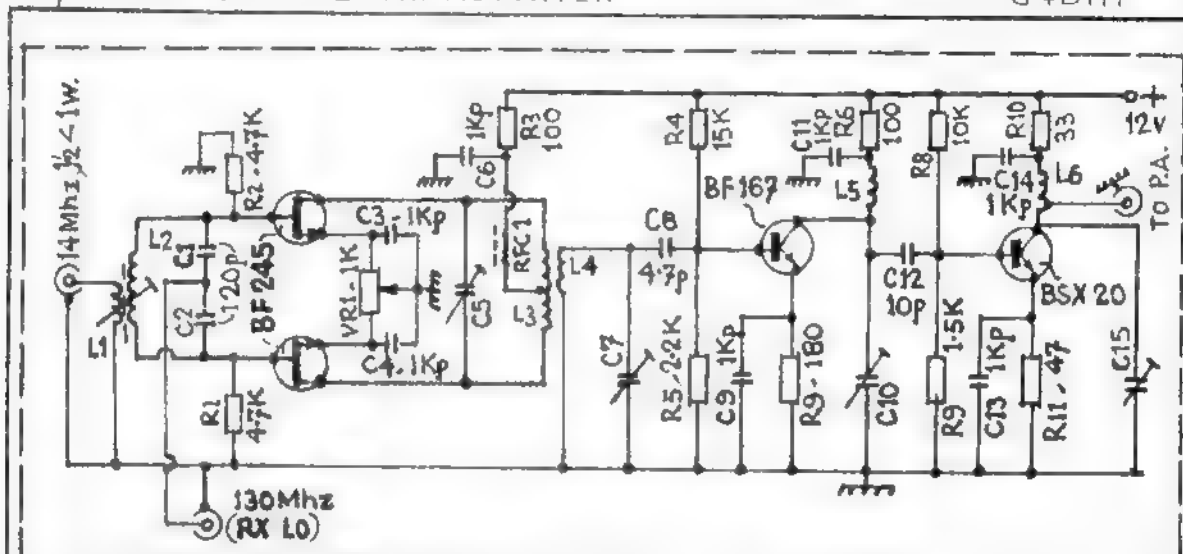 14Mhz, ½<1w.
L1
L2
C1
C2
(120p)
R2.4.7K
BF245
R1
4.7K
130Mhz
(RX LO)
C3-1Kp
VR1-1K
C4.1Kp
C5
1Kp
C6
R3
100
RFC1
L3
L4
C7
C8
4.7p
R4
15K
R5.2.2K
BF167
C9 1Kp
R9-180
C11
1Kp
R6
100
L5
C10
C12
10p
R8
10K
R9
1.5K
C13
1Kp
R11.47
R10
33
C14
1Kp
L6
BSX20
C15
+
12v
TO P.A.